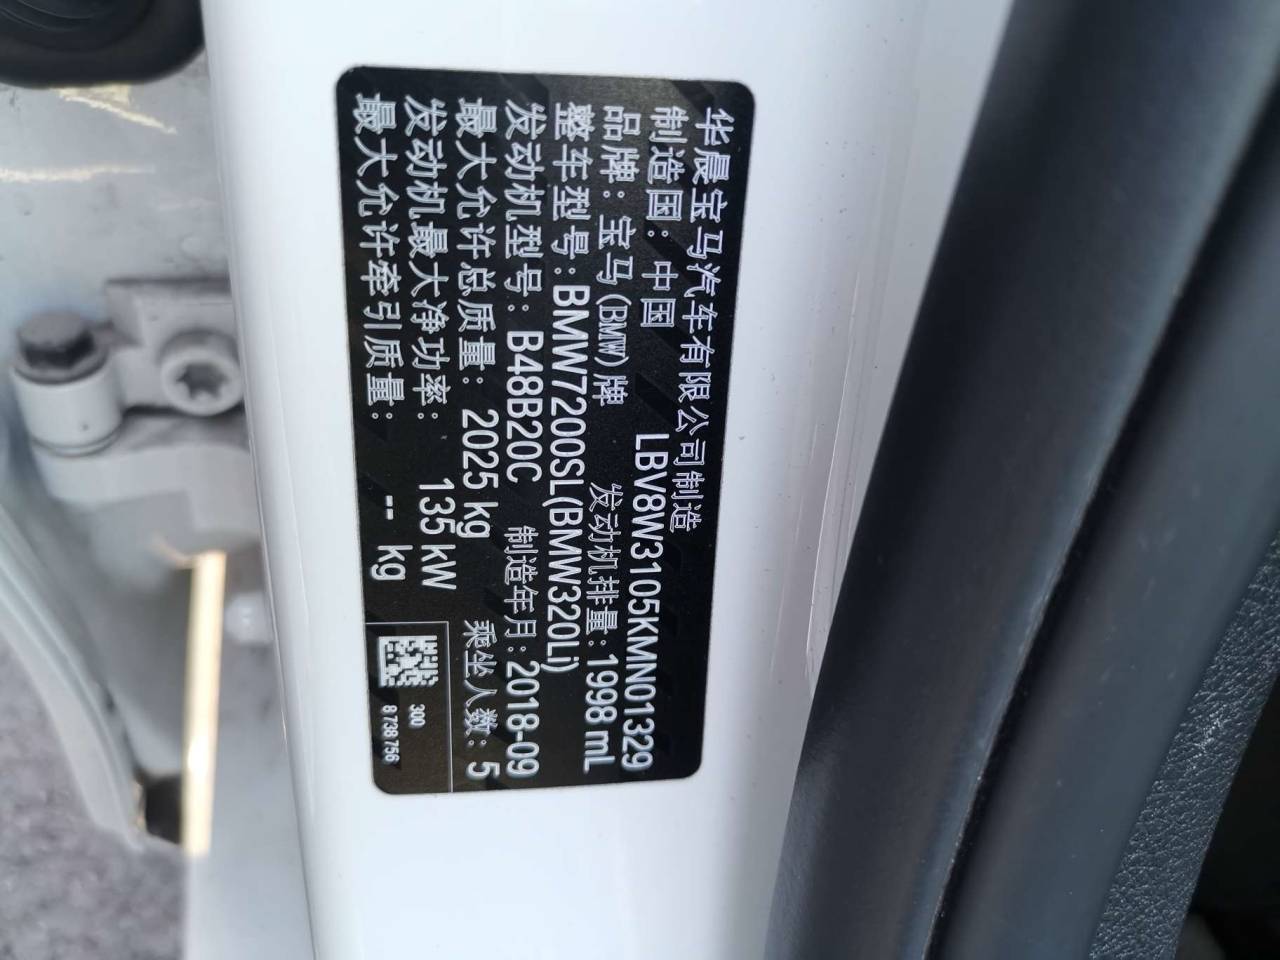 华晨宝马汽车有限公司制造
制造国：中国 LBV8W3105KMN01329
品牌：宝马(BMW)牌 发动机排量：1998 mL
整车型号：BMW7200SL(BMW320Li)
发动机型号：B48B20C 制造年月：2018-09
最大允许总质量：2025 kg 乘坐人数：5
发动机最大净功率：135 kW
最大允许牵引质量：-- kg
300
8 738 756